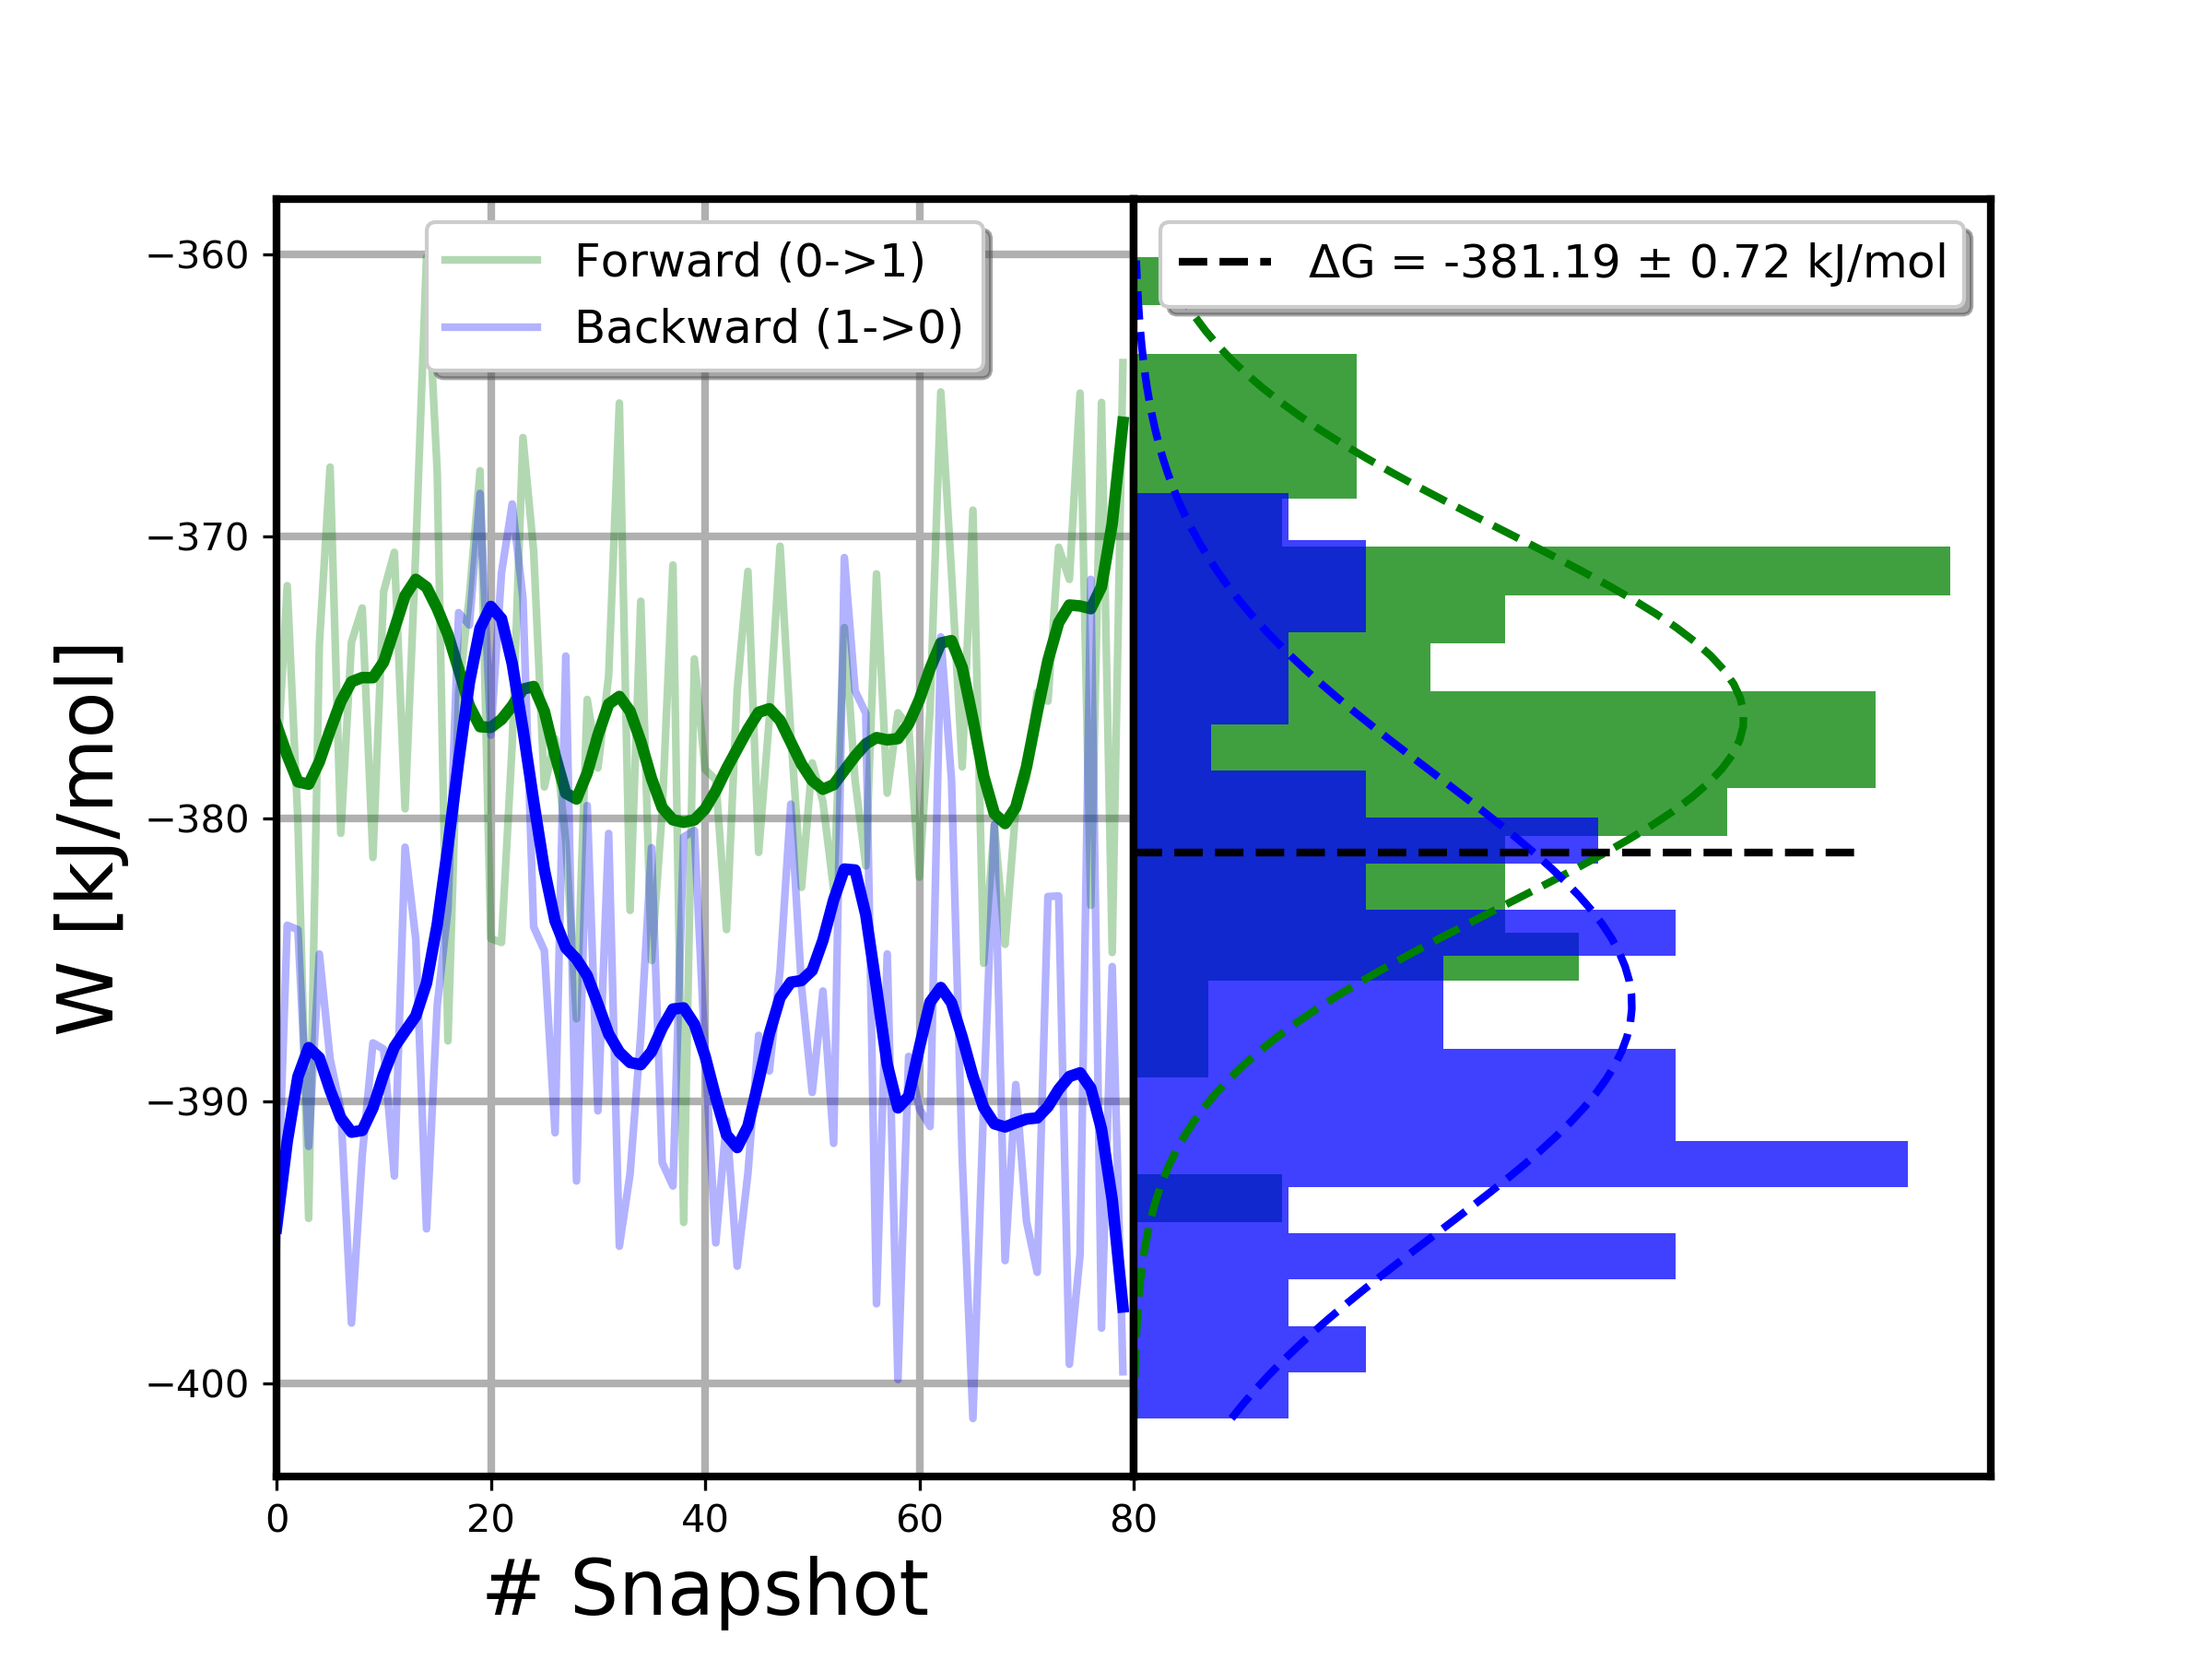 Forward (0->1)
Backward (1->0)
ΔG = -381.19 ± 0.72 kJ/mol
W [kJ/mol]
−360
−370
−380
−390
−400
0
20
40
60
80
# Snapshot